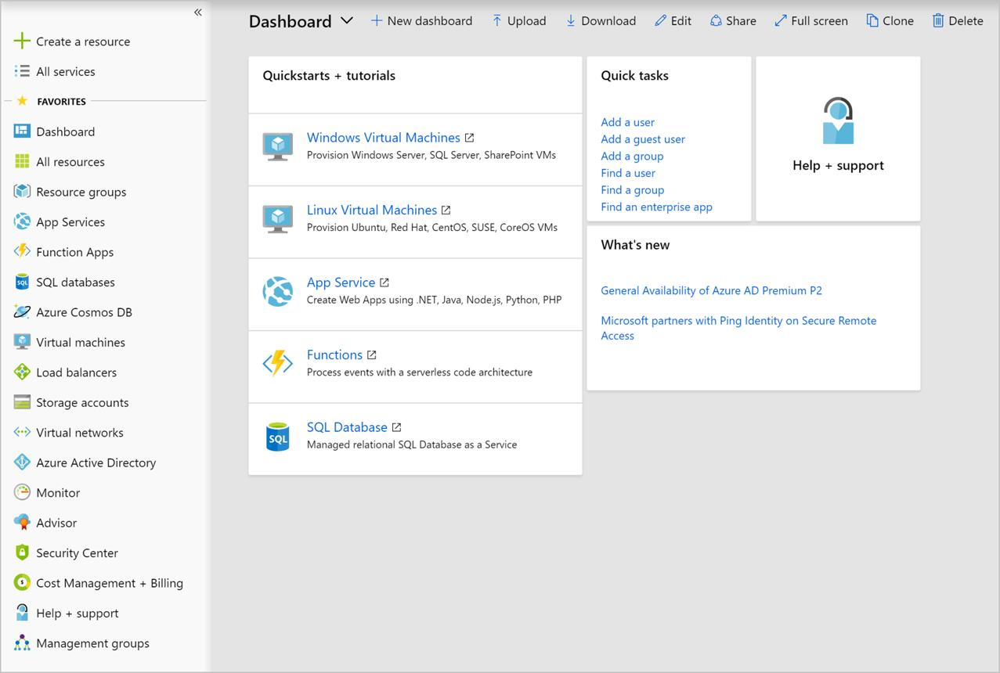 «
Create a resource
All services
FAVORITES
Dashboard
All resources
Resource groups
App Services
Function Apps
SQL databases
Azure Cosmos DB
Virtual machines
Load balancers
Storage accounts
Virtual networks
Azure Active Directory
Monitor
Advisor
Security Center
Cost Management + Billing
Help + support
Management groups
Dashboard
New dashboard
Upload
Download
Edit
Share
Full screen
Clone
Delete
Quickstarts + tutorials
Windows Virtual Machines
Provision Windows Server, SQL Server, SharePoint VMs
Linux Virtual Machines
Provision Ubuntu, Red Hat, CentOS, SUSE, CoreOS VMs
App Service
Create Web Apps using .NET, Java, Node.js, Python, PHP
Functions
Process events with a serverless code architecture
SQL
SQL Database
Managed relational SQL Database as a Service
Quick tasks
Add a user
Add a guest user
Add a group
Find a user
Find a group
Find an enterprise app
Help + support
What's new
General Availability of Azure AD Premium P2
Microsoft partners with Ping Identity on Secure Remote
Access